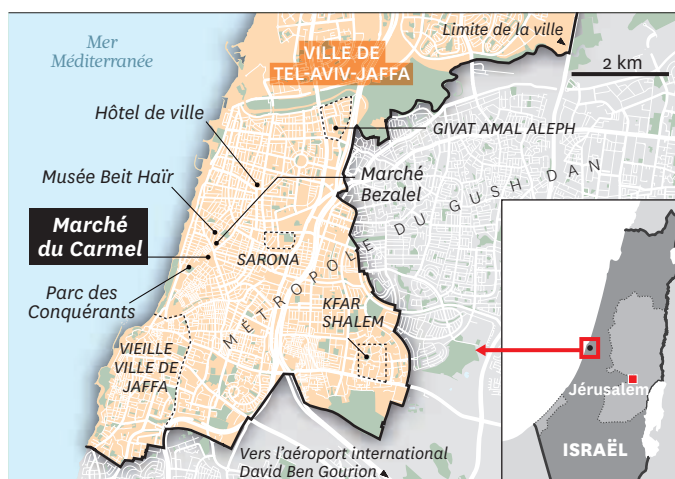 Mer
Méditerranée
Limite de la ville
VILLE DE
TEL-AVIV-JAFFA
2 km
Hôtel de ville
GIVAT AMAL ALEPH
Musée Beit Haïr
Marché
Bezalel
Marché
du Carmel
SARONA
MÉTROPOLE DU GUSH DAN
Parc des
Conquérants
KFAR
SHALEM
VIEILLE
VILLE DE
JAFFA
Jérusalem
ISRAËL
Vers l'aéroport international
David Ben Gourion